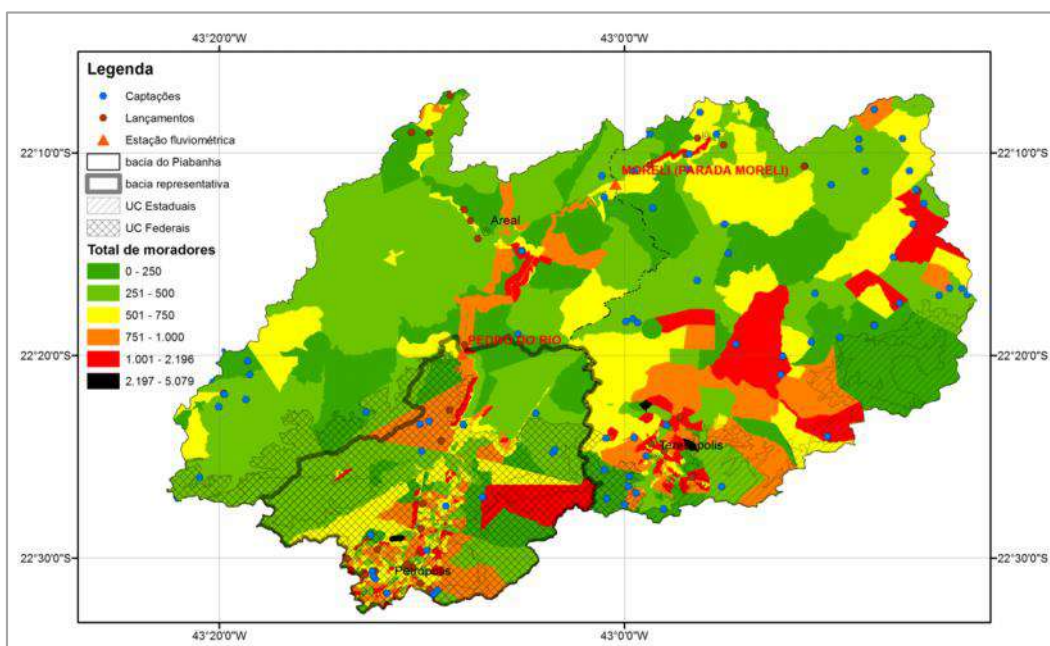 43°20'0"W
43°0'0"W
Legenda
Captações
Lançamentos
Estação fluviométrica
bacia do Piabanha
bacia representativa
UC Estaduais
UC Federais
Total de moradores
0 - 250
251 - 500
501 - 750
751 - 1.000
1.001 - 2.196
2.197 - 5.079
22°10'0"S
22°10'0"S
MORELI (PARADA MORELI)
Areal
PEDRO DO RIO
22°20'0"S
22°20'0"S
Teresópolis
22°30'0"S
22°30'0"S
Petrópolis
43°20'0"W
43°0'0"W